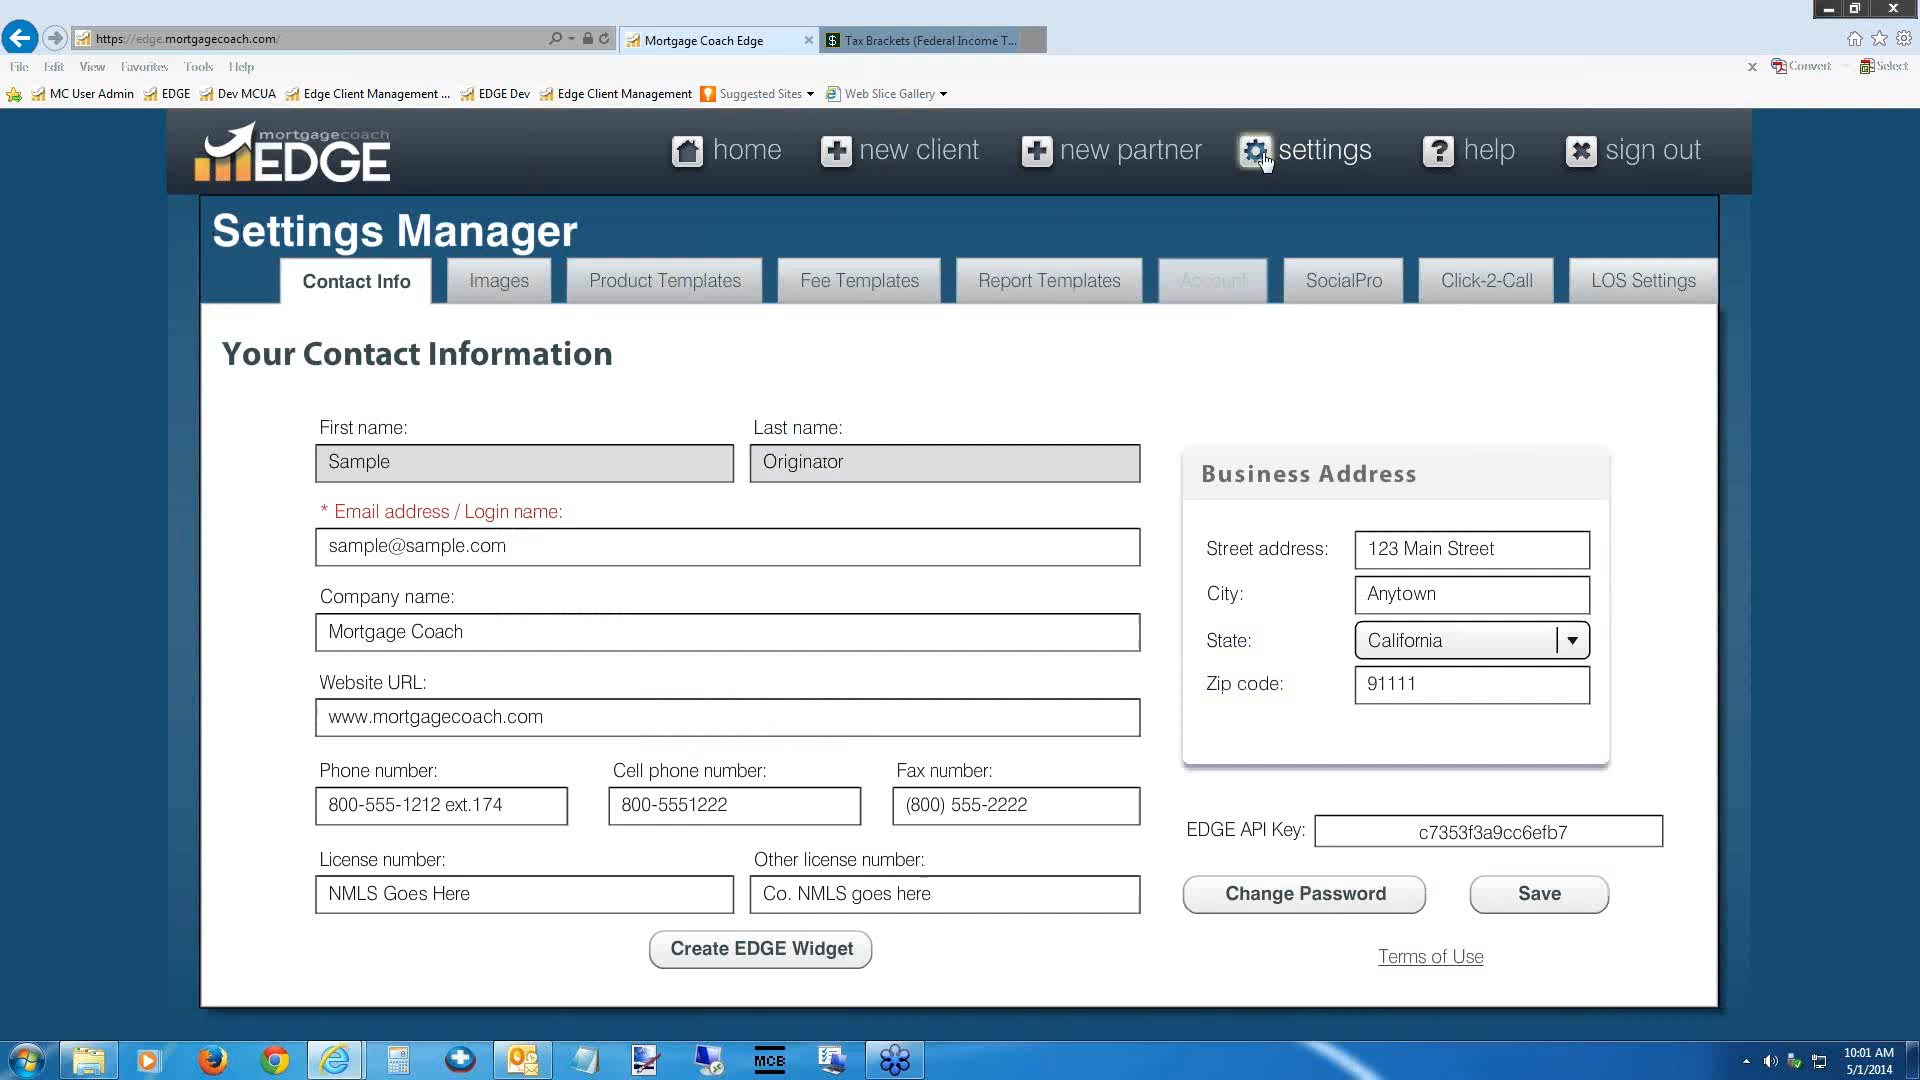 https://edge.mortgagecoach.com/
Mortgage Coach Edge
Tax Brackets (Federal Income T...
File Edit View Favorites Tools Help
Convert
Select
MC User Admin
EDGE
Dev MCUA
Edge Client Management ...
EDGE Dev
Edge Client Management
Suggested Sites
Web Slice Gallery
mortgagecoach
EDGE
home
new client
new partner
settings
help
sign out
Settings Manager
Contact Info
Images
Product Templates
Fee Templates
Report Templates
Account
SocialPro
Click-2-Call
LOS Settings
Your Contact Information
First name:
Last name:
Sample
Originator
* Email address / Login name:
sample@sample.com
Company name:
Mortgage Coach
Website URL:
www.mortgagecoach.com
Phone number:
Cell phone number:
Fax number:
800-555-1212 ext.174
800-5551222
(800) 555-2222
License number:
Other license number:
NMLS Goes Here
Co. NMLS goes here
Create EDGE Widget
Business Address
Street address:
123 Main Street
City:
Anytown
State:
California
Zip code:
91111
EDGE API Key:
c7353f3a9cc6efb7
Change Password
Save
Terms of Use
MCB
10:01 AM
5/1/2014